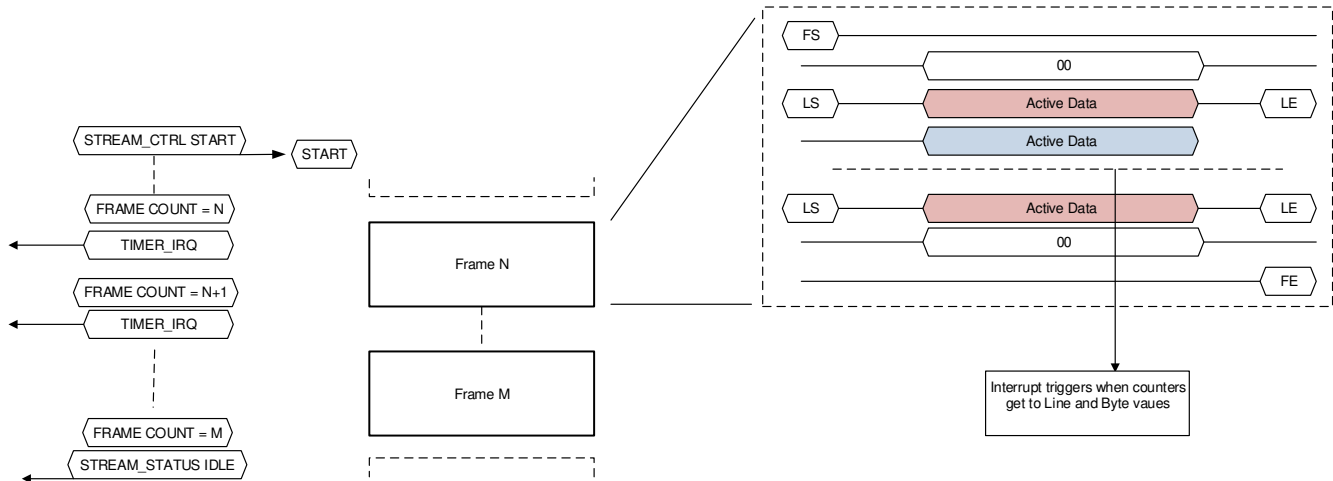 STREAM_CTRL START
START
FRAME COUNT = N
TIMER_IRQ
FRAME COUNT = N+1
TIMER_IRQ
FRAME COUNT = M
STREAM_STATUS IDLE
Frame N
Frame M
FS
00
LS Active Data LE
Active Data
LS Active Data LE
00
FE
Interrupt triggers when counters
get to Line and Byte vaues